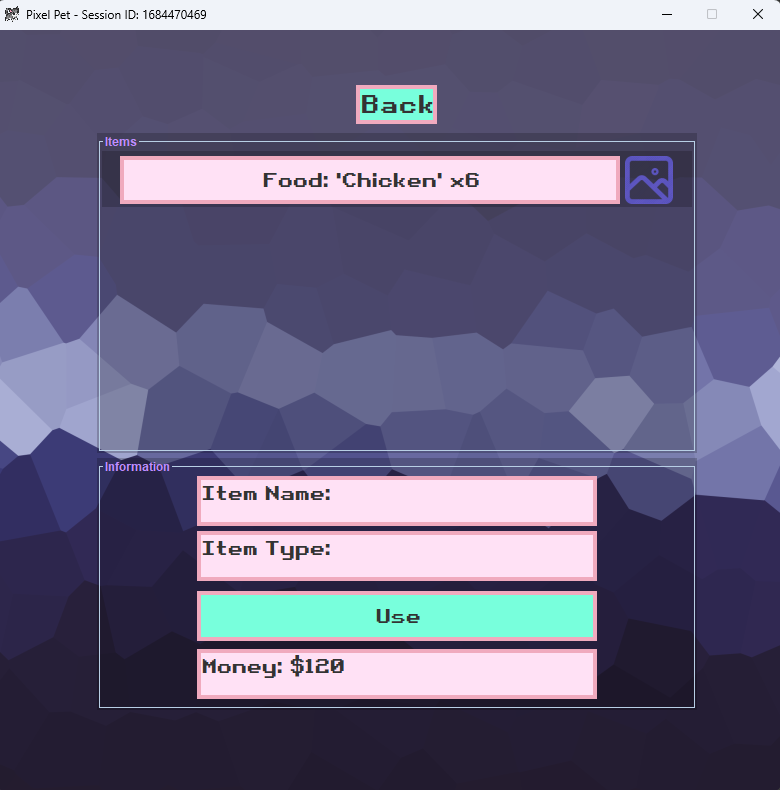 Pixel Pet - Session ID: 1684470469
Back
Items
Food: 'Chicken' x6
Information
Item Name:
Item Type:
Use
Money: $120